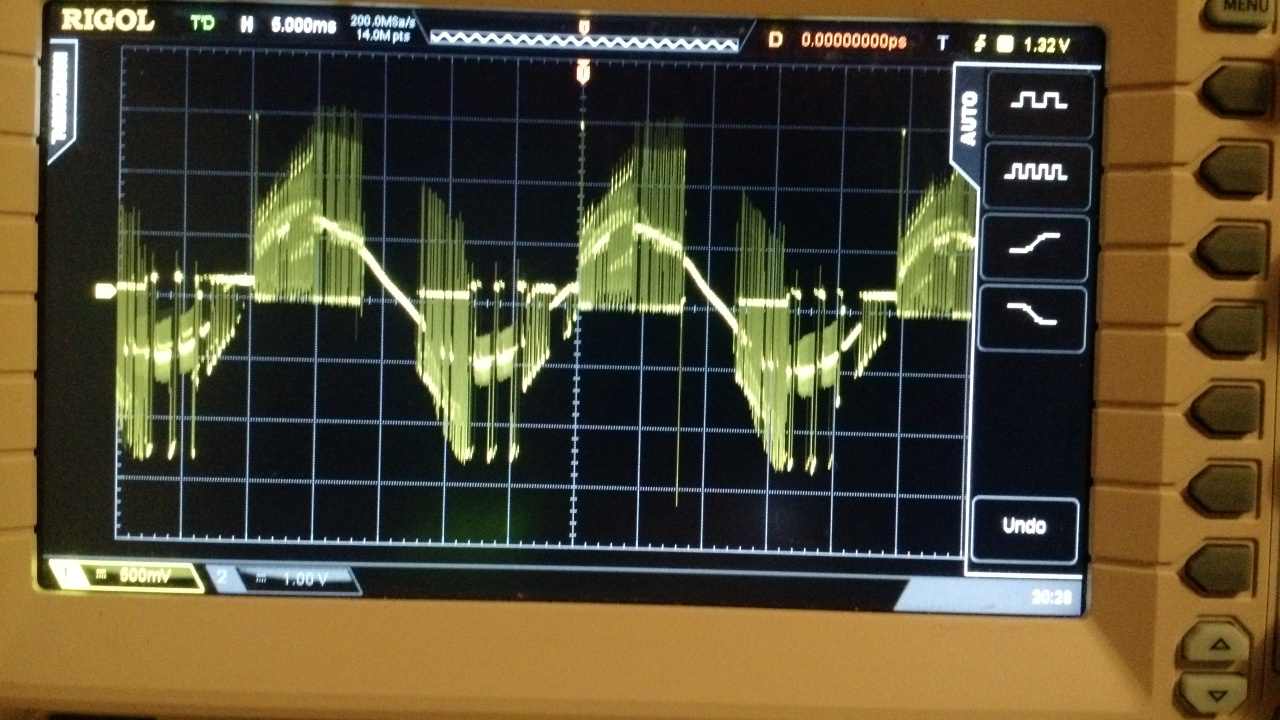 RIGOL T'D H 5.000ms 200.0MSa/s 14.0M pts D 0.00000000ps T 1.32 V
MENU
AUTO
Undo
1 500mV 2 1.00 V
20:28